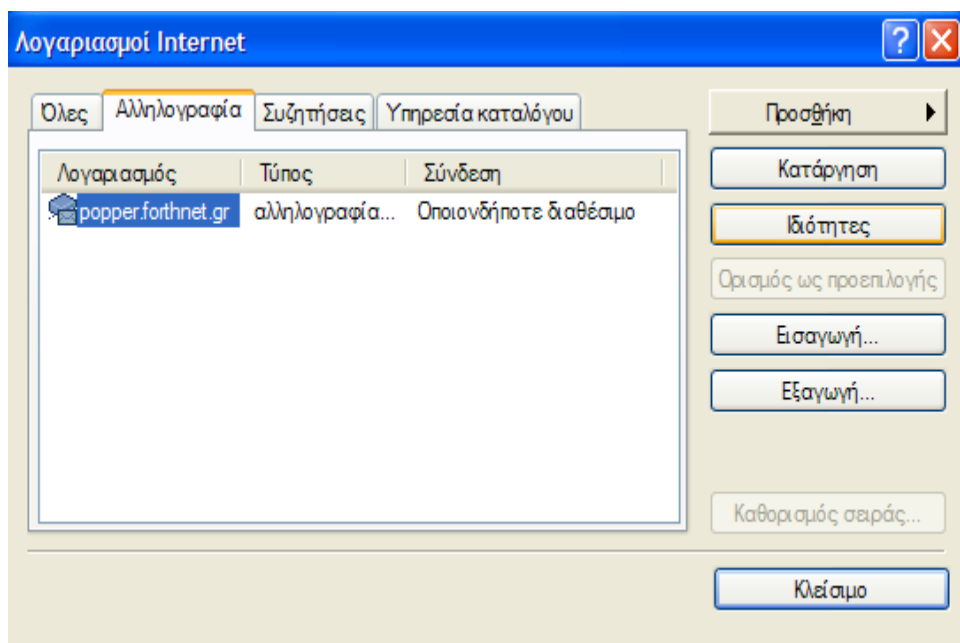 Λογαριασμοί Internet
Όλες Αλληλογραφία Συζητήσεις Υπηρεσία καταλόγου
Λογαριασμός Τύπος Σύνδεση
popper.forthnet.gr αλληλογραφία... Οποιονδήποτε διαθέσιμο
Προσθήκη
Κατάργηση
Ιδιότητες
Ορισμός ως προεπιλογής
Εισαγωγή...
Εξαγωγή...
Καθορισμός σειράς...
Κλείσιμο